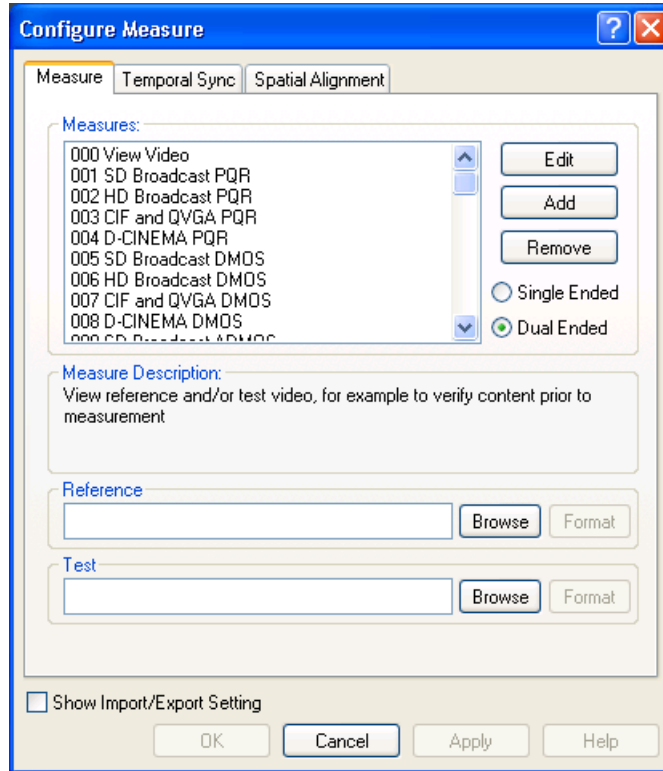 Configure Measure
Measure
Temporal Sync
Spatial Alignment
Measures:
000 View Video
001 SD Broadcast PQR
002 HD Broadcast PQR
003 CIF and QVGA PQR
004 D-CINEMA PQR
005 SD Broadcast DMOS
006 HD Broadcast DMOS
007 CIF and QVGA DMOS
008 D-CINEMA DMOS
009 SD Broadcast ADMOS
Edit
Add
Remove
Single Ended
Dual Ended
Measure Description:
View reference and/or test video, for example to verify content prior to
measurement
Reference
Browse
Format
Test
Browse
Format
Show Import/Export Setting
OK
Cancel
Apply
Help